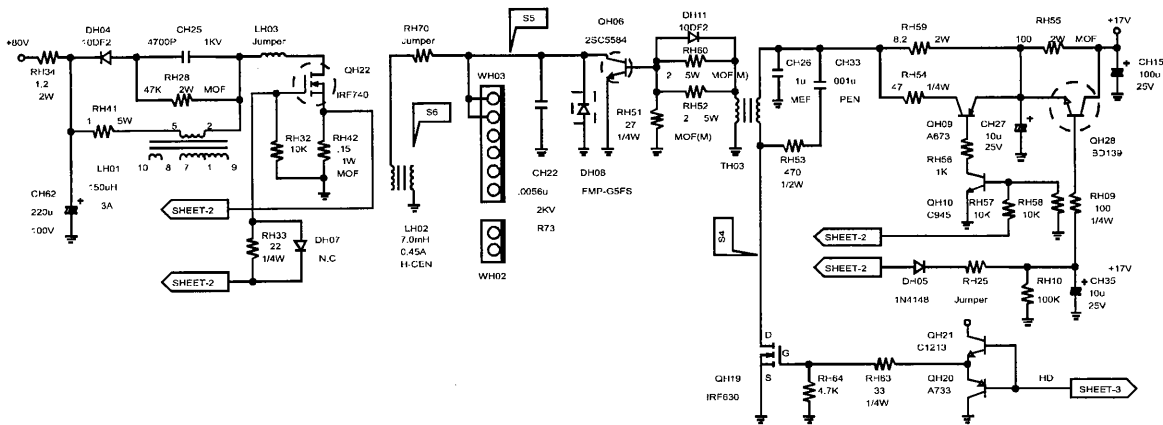 +80V
RH34
1.2
2W
DH04
10DF2
CH25
4700P 1KV
RH28
47K 2W MOF
RH41
1 5W
5 2
10 8 7 1 9
LH01
150uH
3A
CH62
220u
100V
LH03
Jumper
QH22
IRF740
RH32
10K
RH42
.15
1W
MOF
SHEET-2
RH33
22
1/4W
DH07
N.C
SHEET-2
RH70
Jumper
S6
LH02
7.0mH
0.45A
H-CEN
S5
WH03
WH02
CH22
.0056u
2KV
R73
QH06
2SC5584
DH08
FMP-G5FS
RH51
27
1/4W
DH11
10DF2
RH60
2 5W MOF(M)
RH52
2 5W
MOF(M)
TH03
CH26
1u
MEF
CH33
001u
PEN
RH53
470
1/2W
S4
RH59
8.2 2W
RH54
47 1/4W
RH55
100 2W MOF
+17V
CH15
100u
25V
QH09
A673
CH27
10u
25V
QH28
BD139
RH56
1K
QH10
C945
RH57
10K
RH58
10K
RH09
100
1/4W
SHEET-2
SHEET-2
DH05
1N4148
RH25
Jumper
RH10
100K
+17V
CH35
10u
25V
D
G
S
QH19
IRF630
RH64
4.7K
RH63
33
1/4W
QH21
C1213
QH20
A733
HD
SHEET-3